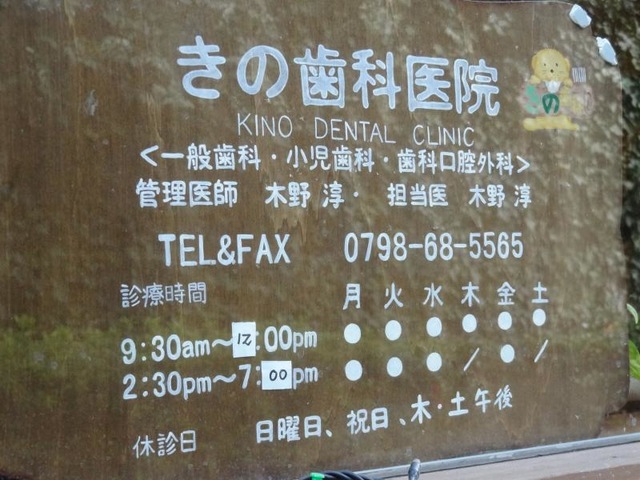 きの歯科医院
きの
KINO DENTAL CLINIC
<一般歯科・小児歯科・歯科口腔外科>
管理医師 木野 淳・ 担当医 木野 淳
TEL&FAX 0798-68-5565
診療時間 月 火 水 木 金 土
9:30am～12:00pm ● ● ● ● ● ●
2:30pm～7:00pm ● ● ● / ● /
休診日 日曜日、祝日、木・土午後